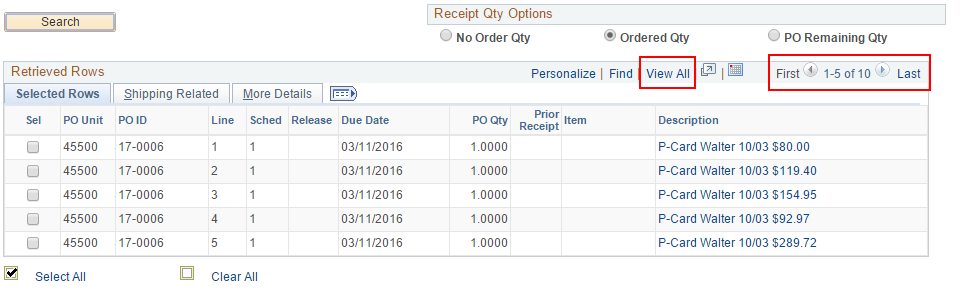 Receipt Qty Options
Search
No Order Qty Ordered Qty PO Remaining Qty
Retrieved Rows Personalize | Find | View All | | First 1-5 of 10 Last
Selected Rows Shipping Related More Details
Sel PO Unit PO ID Line Sched Release Due Date PO Qty Prior Receipt Item Description
45500 17-0006 1 1 03/11/2016 1.0000 P-Card Walter 10/03 $80.00
45500 17-0006 2 1 03/11/2016 1.0000 P-Card Walter 10/03 $119.40
45500 17-0006 3 1 03/11/2016 1.0000 P-Card Walter 10/03 $154.95
45500 17-0006 4 1 03/11/2016 1.0000 P-Card Walter 10/03 $92.97
45500 17-0006 5 1 03/11/2016 1.0000 P-Card Walter 10/03 $289.72
Select All Clear All